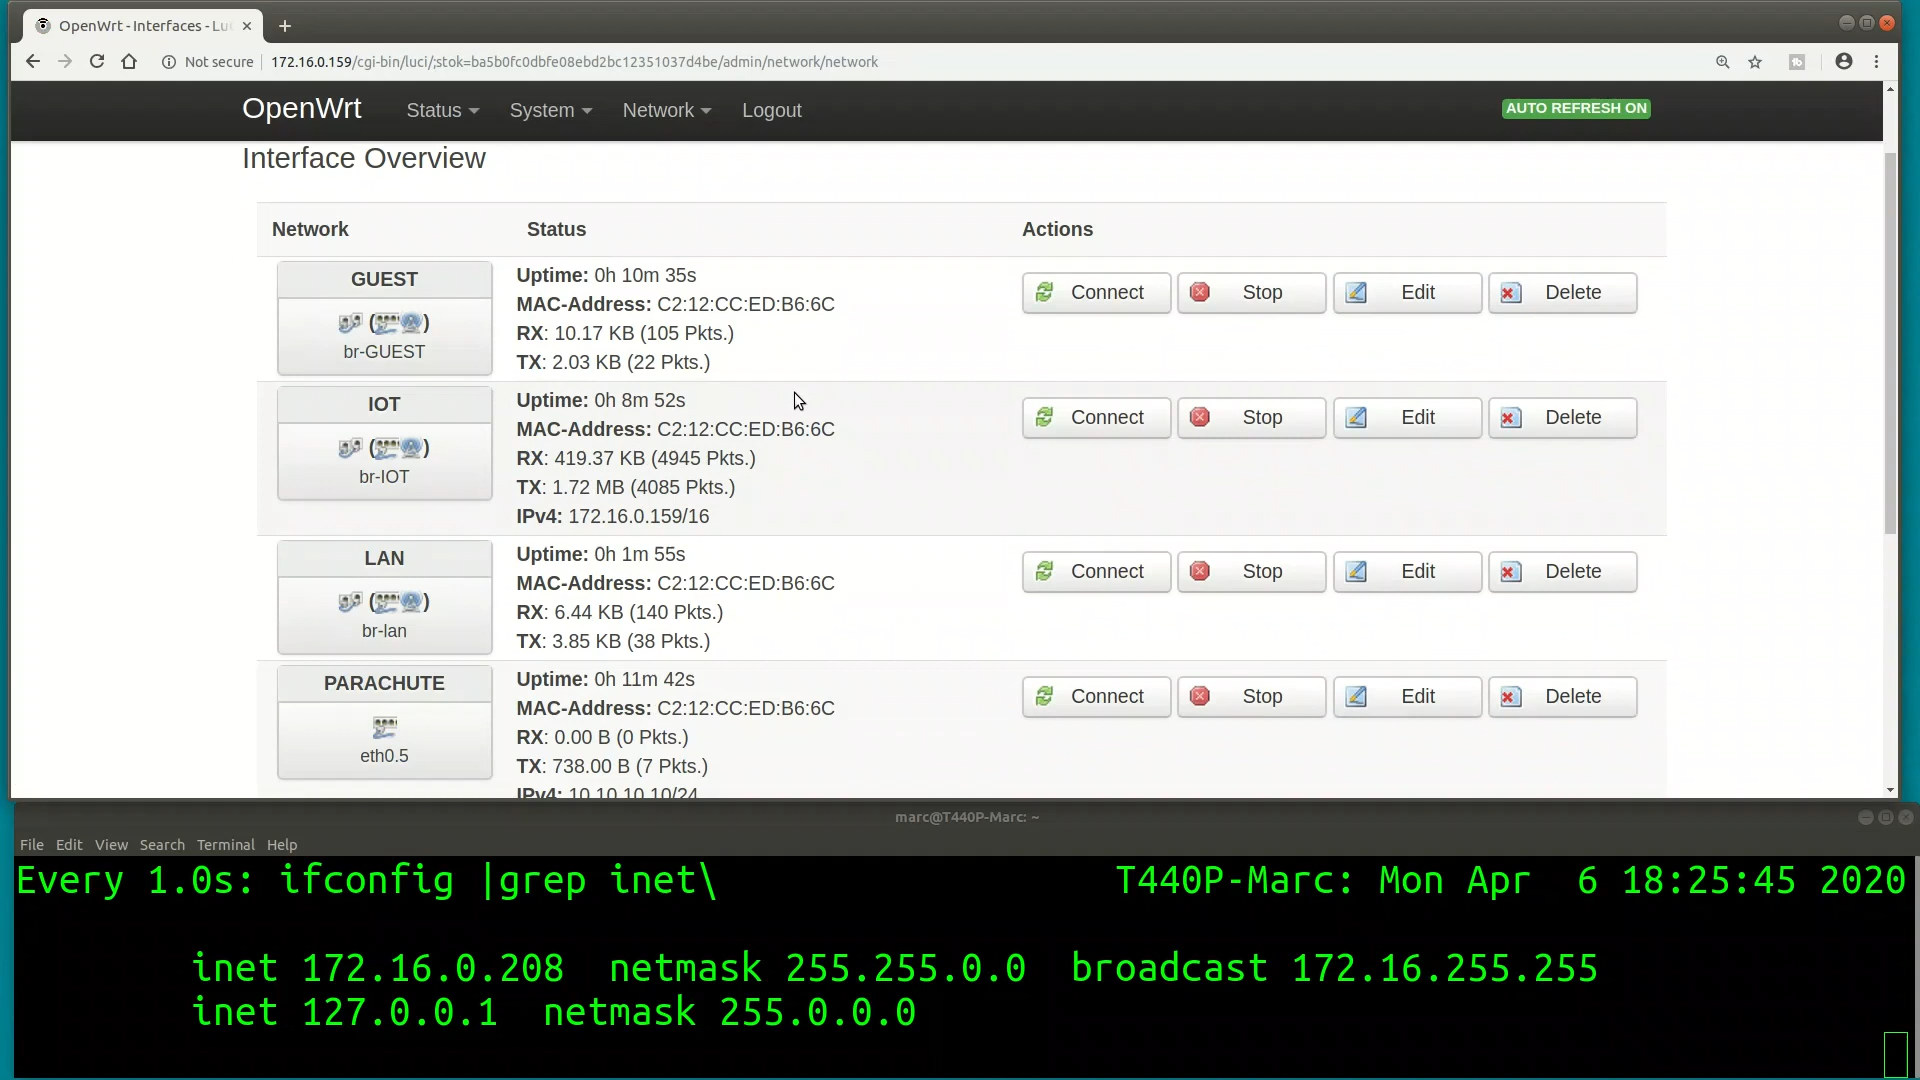 OpenWrt - Interfaces - Lu
Not secure 172.16.0.159/cgi-bin/luci/;stok=ba5b0fc0dbfe08ebd2bc12351037d4be/admin/network/network
OpenWrt Status System Network Logout AUTO REFRESH ON
Interface Overview
Network Status Actions
GUEST
br-GUEST
Uptime: 0h 10m 35s
MAC-Address: C2:12:CC:ED:B6:6C
RX: 10.17 KB (105 Pkts.)
TX: 2.03 KB (22 Pkts.)
Connect Stop Edit Delete
IOT
br-IOT
Uptime: 0h 8m 52s
MAC-Address: C2:12:CC:ED:B6:6C
RX: 419.37 KB (4945 Pkts.)
TX: 1.72 MB (4085 Pkts.)
IPv4: 172.16.0.159/16
Connect Stop Edit Delete
LAN
br-lan
Uptime: 0h 1m 55s
MAC-Address: C2:12:CC:ED:B6:6C
RX: 6.44 KB (140 Pkts.)
TX: 3.85 KB (38 Pkts.)
Connect Stop Edit Delete
PARACHUTE
eth0.5
Uptime: 0h 11m 42s
MAC-Address: C2:12:CC:ED:B6:6C
RX: 0.00 B (0 Pkts.)
TX: 738.00 B (7 Pkts.)
IPv4: 10.10.10.10/24
Connect Stop Edit Delete
marc@T440P-Marc: ~
File Edit View Search Terminal Help
Every 1.0s: ifconfig |grep inet\ T440P-Marc: Mon Apr 6 18:25:45 2020
inet 172.16.0.208 netmask 255.255.0.0 broadcast 172.16.255.255
inet 127.0.0.1 netmask 255.0.0.0